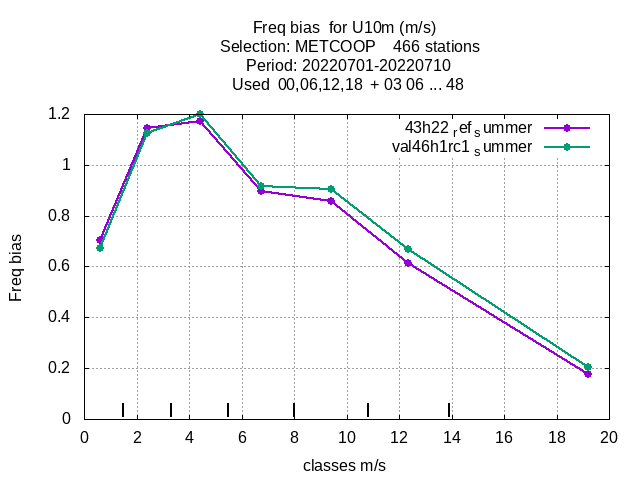 Freq bias  for U10m (m/s)
Selection: METCOOP    466 stations
Period: 20220701-20220710
Used  00,06,12,18  + 03 06 ... 48
43h22 ref summer
val46h1rc1 summer
Freq bias
1.2
1
0.8
0.6
0.4
0.2
0
0 2 4 6 8 10 12 14 16 18 20
classes m/s